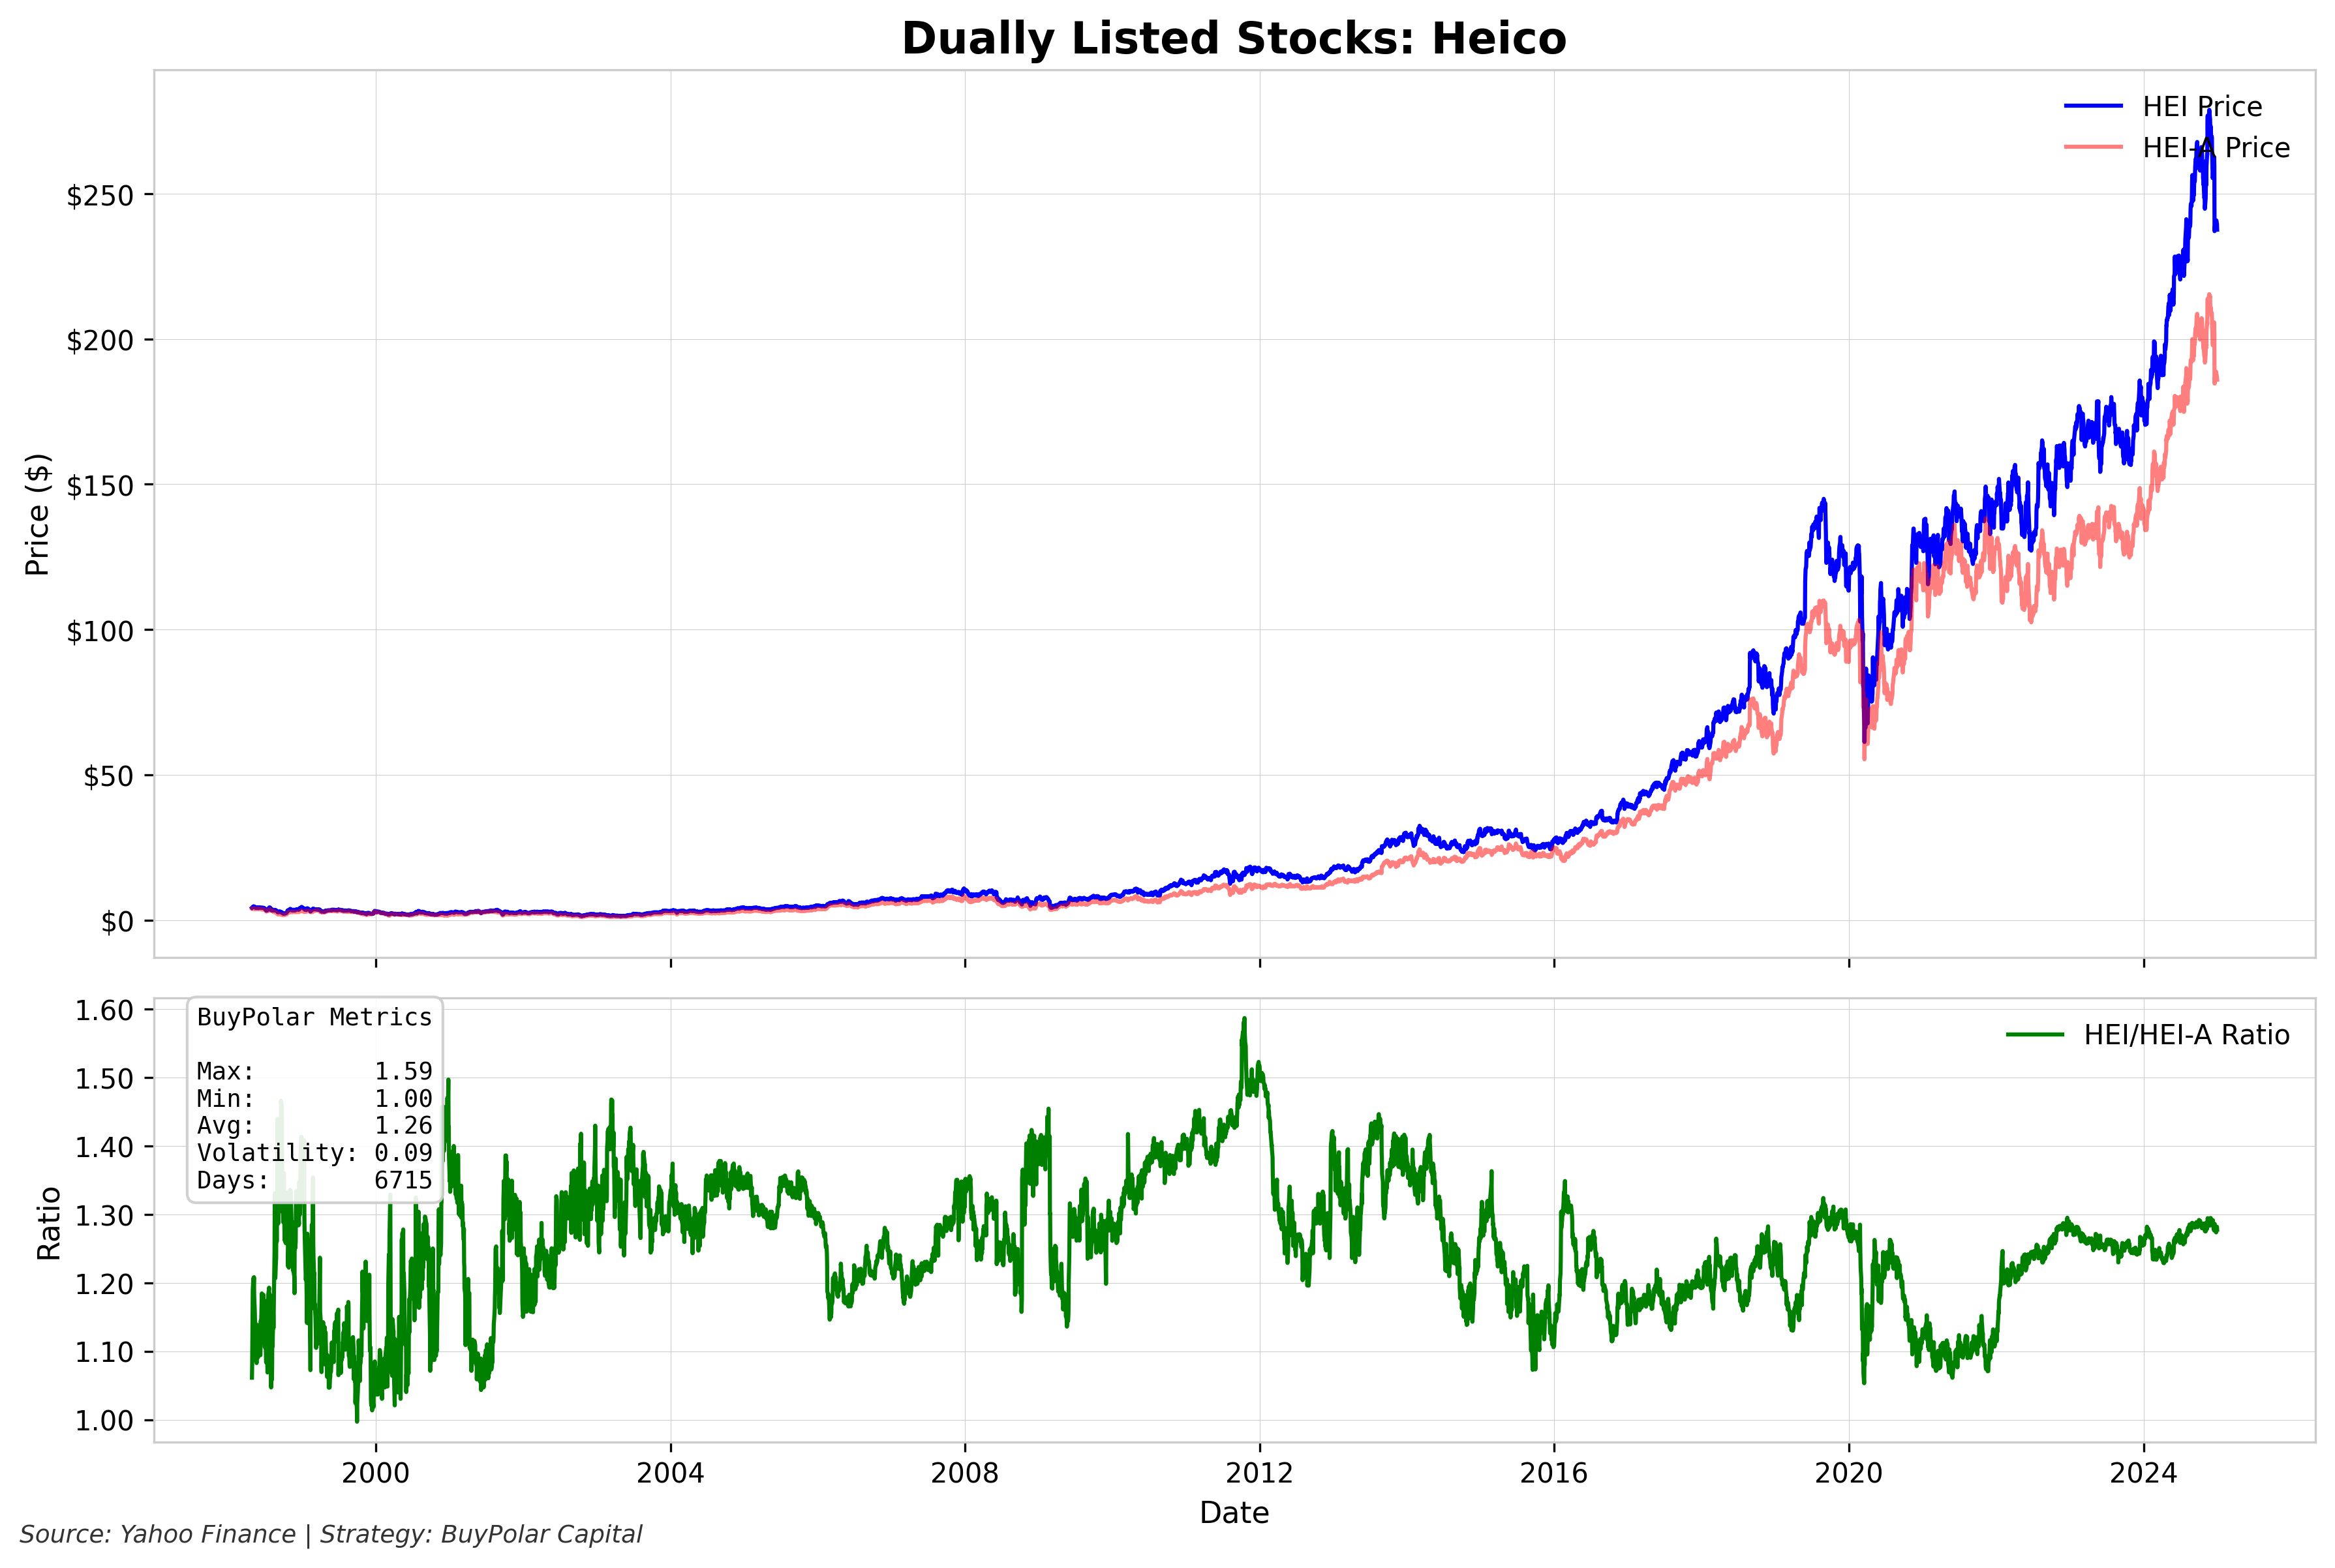 Dually Listed Stocks: Heico
HEI Price
HEI-A Price
Price ($)
$250
$200
$150
$100
$50
$0
BuyPolar Metrics
Max: 1.59
Min: 1.00
Avg: 1.26
Volatility: 0.09
Days: 6715
HEI/HEI-A Ratio
Ratio
1.60
1.50
1.40
1.30
1.20
1.10
1.00
2000 2004 2008 2012 2016 2020 2024
Date
Source: Yahoo Finance | Strategy: BuyPolar Capital